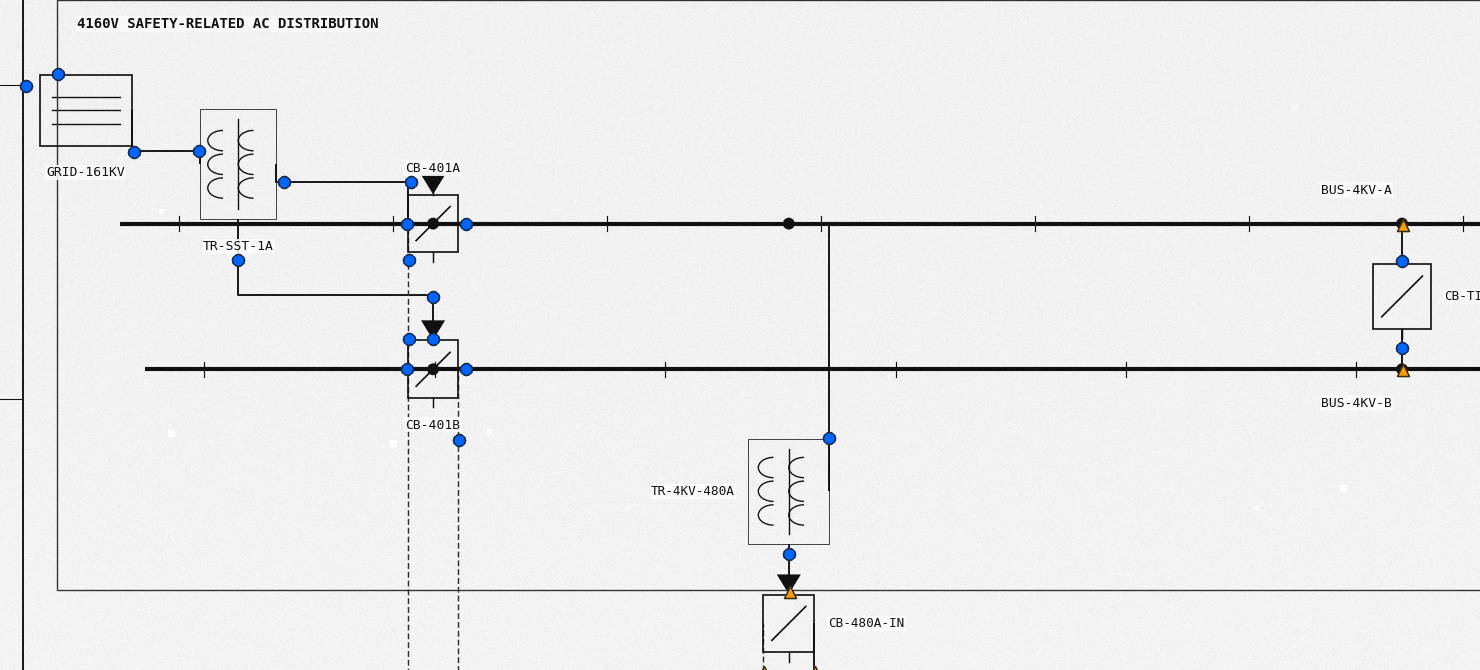 4160V SAFETY-RELATED AC DISTRIBUTION
GRID-161KV
CB-401A
BUS-4KV-A
TR-SST-1A
CB-TI
BUS-4KV-B
CB-401B
TR-4KV-480A
CB-480A-IN